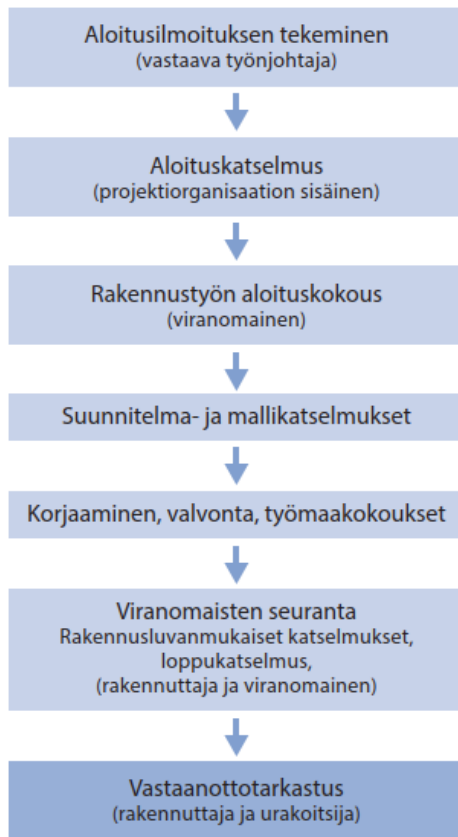 Aloitusilmoituksen tekeminen
(vastaava työnjohtaja)
Aloituskatselmus
(projektiorganisaation sisäinen)
Rakennustyön aloituskokous
(viranomainen)
Suunnitelma- ja mallikatselmukset
Korjaaminen, valvonta, työmaakokoukset
Viranomaisten seuranta
Rakennusluvanmukaiset katselmukset,
loppukatselmus,
(rakennuttaja ja viranomainen)
Vastaanottotarkastus
(rakennuttaja ja urakoitsija)